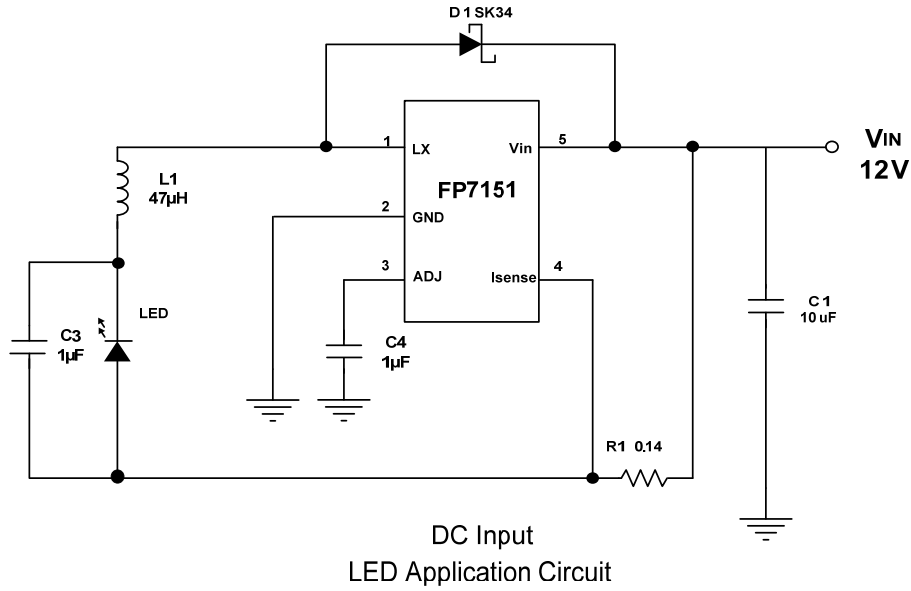 D1 SK34
1 LX Vin 5
VIN
12V
L1
47µH
FP7151
2 GND
3 ADJ Isense 4
LED
C3
1µF
C4
1µF
C1
10 uF
R1 0.14
DC Input
LED Application Circuit